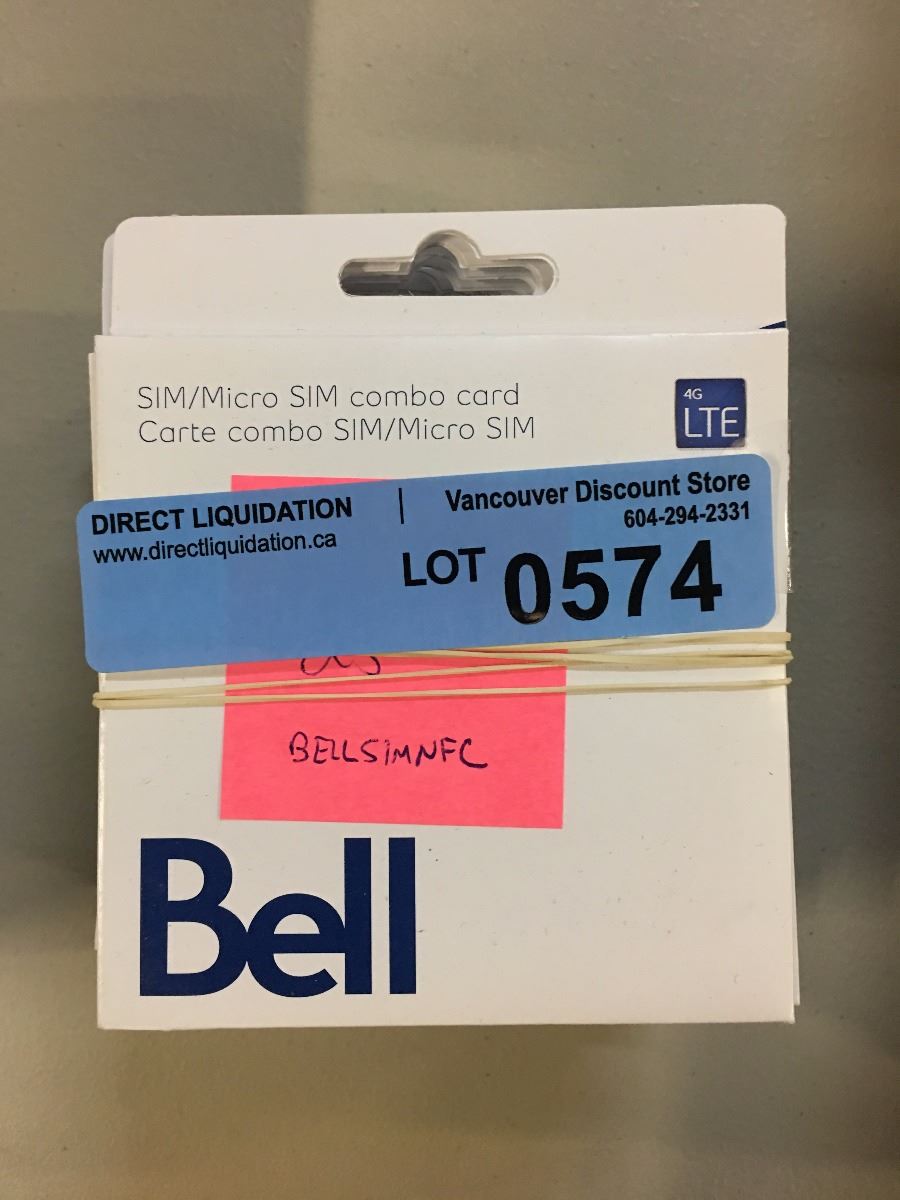 SIM/Micro SIM combo card
Carte combo SIM/Micro SIM
4G
LTE
DIRECT LIQUIDATION | Vancouver Discount Store
www.directliquidation.ca
604-294-2331
LOT 0574
BELLSIMNFC
Bell